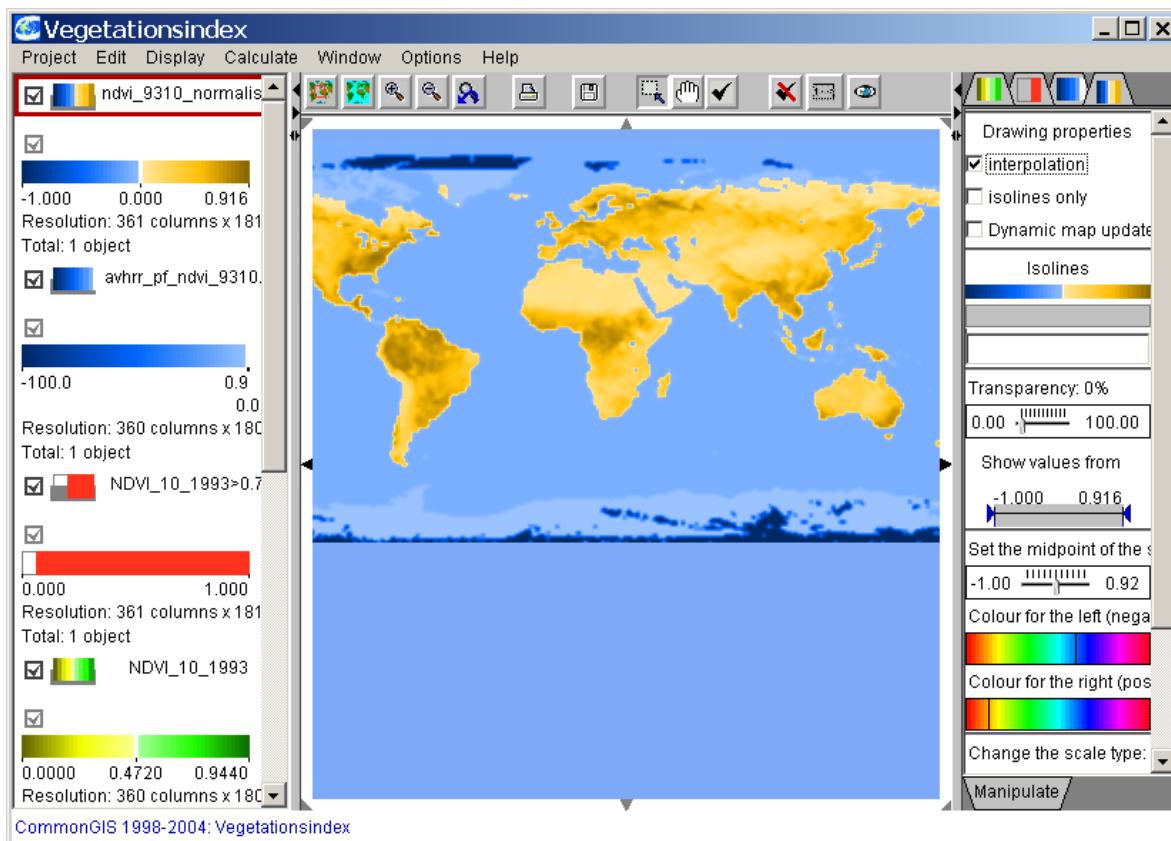 Vegetationsindex
Project Edit Display Calculate Window Options Help
ndvi_9310_normalis
-1.000 0.000 0.916
Resolution: 361 columns x 181
Total: 1 object
avhrr_pf_ndvi_9310.
-100.0 0.9
0.0
Resolution: 360 columns x 180
Total: 1 object
NDVI_10_1993>0.7
0.000 1.000
Resolution: 361 columns x 181
Total: 1 object
NDVI_10_1993
0.0000 0.4720 0.9440
Resolution: 360 columns x 180
Drawing properties
interpolation
isolines only
Dynamic map update
Isolines
Transparency: 0%
0.00 100.00
Show values from
-1.000 0.916
Set the midpoint of the s
-1.00 0.92
Colour for the left (nega
Colour for the right (pos
Change the scale type:
Manipulate
CommonGIS 1998-2004: Vegetationsindex